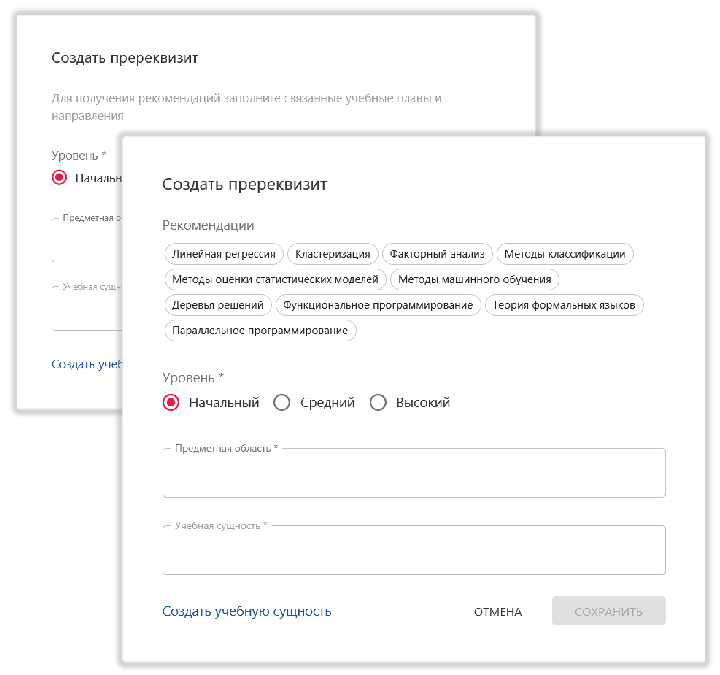 Создать пререквизит
Для получения рекомендаций заполните связанные учебные планы и
направления
Уровень *
Начальн
Предметная о
Учебная сущн
Создать учеб
Создать пререквизит
Рекомендации
Линейная регрессия Кластеризация Факторный анализ Методы классификации
Методы оценки статистических моделей Методы машинного обучения
Деревья решений Функциональное программирование Теория формальных языков
Параллельное программирование
Уровень *
Начальный Средний Высокий
Предметная область *
Учебная сущность *
Создать учебную сущность ОТМЕНА СОХРАНИТЬ